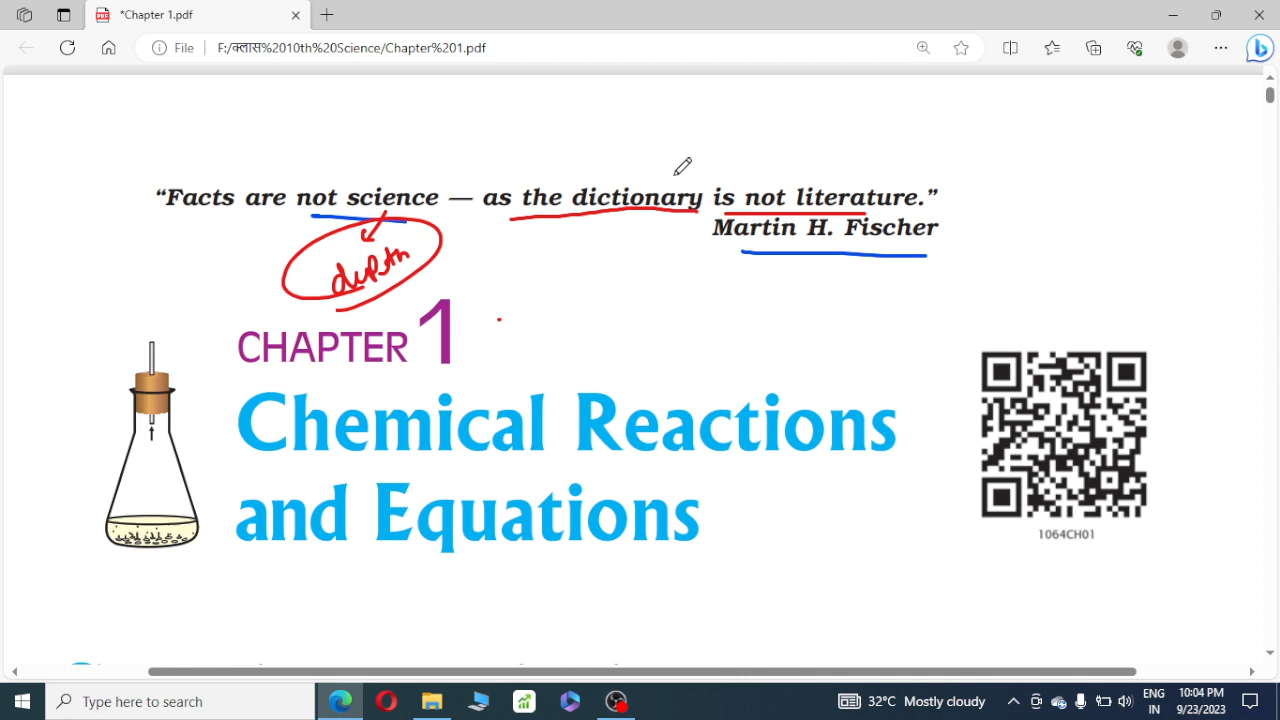 *Chapter 1.pdf
File
F:/क्लास%2010th%20Science/Chapter%201.pdf
“Facts are not science — as the dictionary is not literature.”
Martin H. Fischer
depth
CHAPTER 1
Chemical Reactions
and Equations
1064CH01
Type here to search
32°C Mostly cloudy
ENG
IN
10:04 PM
9/23/2023